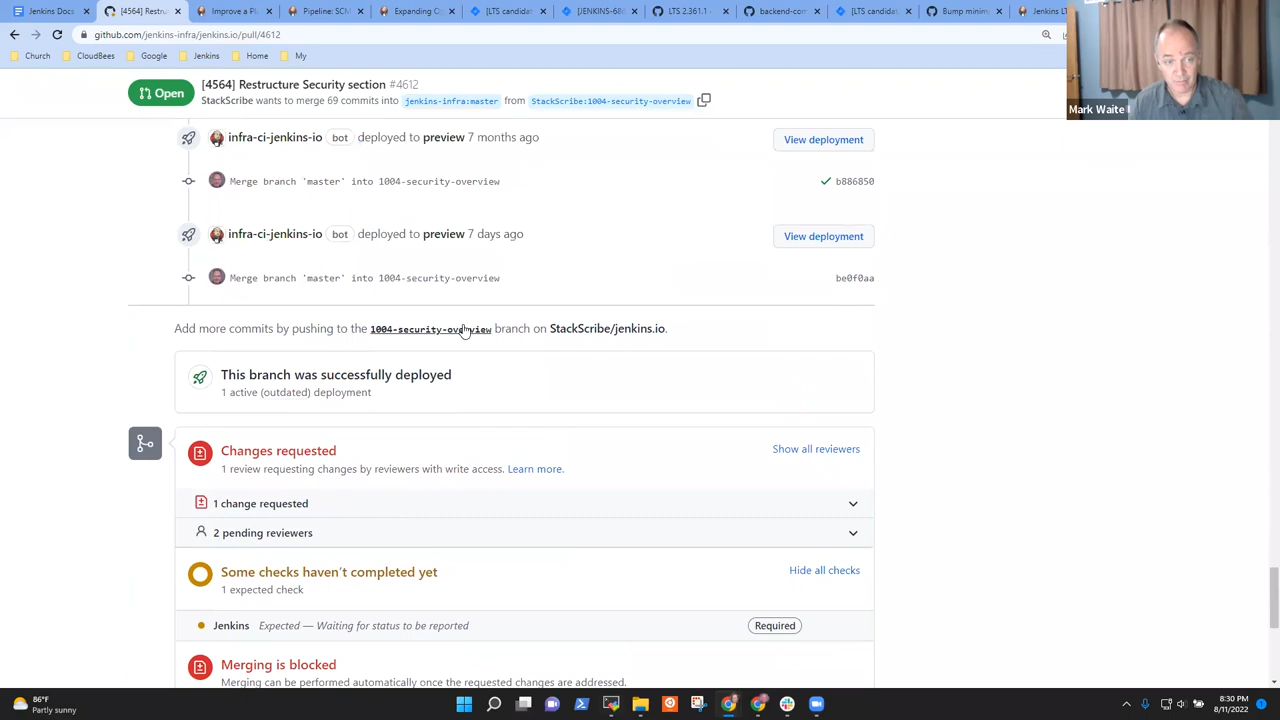 Jenkins Docs
[4564] Restruct
Improve a Pi
Pipeline: SCM
Expanding C
[LTS candidat
[JENKINS-68
LTS 2.361.1
backend-com
[LTS candidat
Bump minim
Jenkins LT
github.com/jenkins-infra/jenkins.io/pull/4612
Church
CloudBees
Google
Jenkins
Home
My
Mark Waite
Open
[4564] Restructure Security section #4612
StackScribe wants to merge 69 commits into jenkins-infra:master from StackScribe:1004-security-overview
infra-ci-jenkins-io bot deployed to preview 7 months ago View deployment
Merge branch 'master' into 1004-security-overview b886850
infra-ci-jenkins-io bot deployed to preview 7 days ago View deployment
Merge branch 'master' into 1004-security-overview be0f0aa
Add more commits by pushing to the 1004-security-overview branch on StackScribe/jenkins.io.
This branch was successfully deployed
1 active (outdated) deployment
Changes requested Show all reviewers
1 review requesting changes by reviewers with write access. Learn more.
1 change requested
2 pending reviewers
Some checks haven't completed yet Hide all checks
1 expected check
Jenkins Expected — Waiting for status to be reported Required
Merging is blocked
Merging can be performed automatically once the requested changes are addressed.
86°F
Partly sunny
8:30 PM
8/11/2022